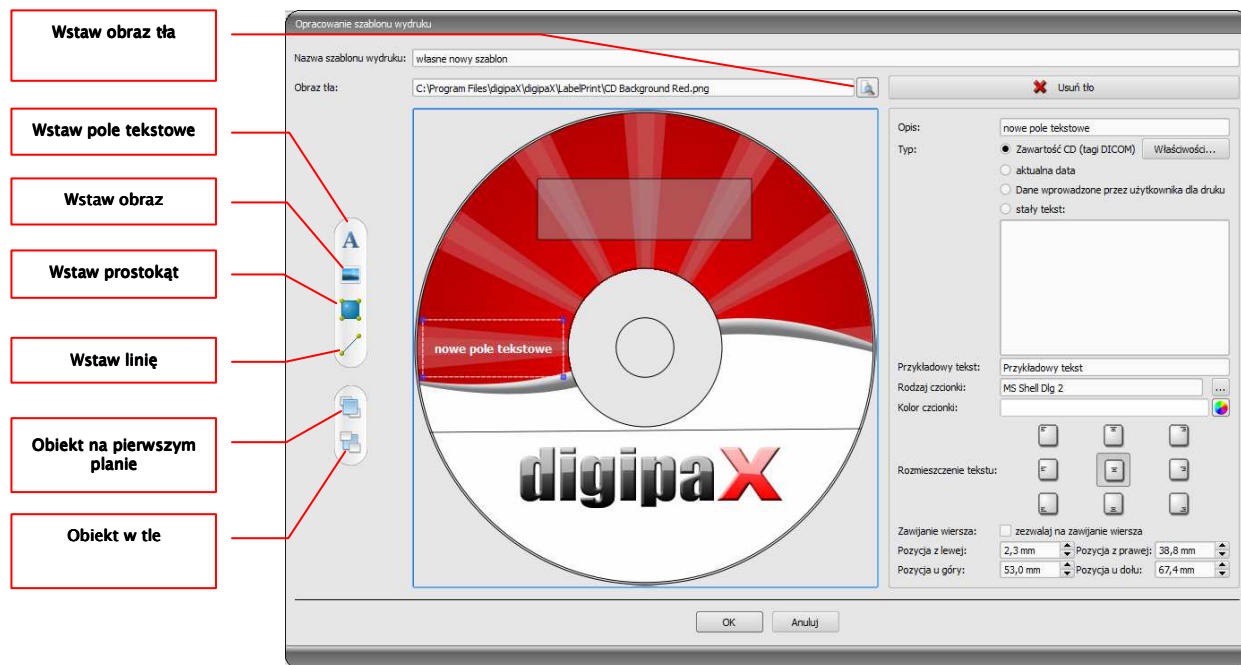 Wstaw obraz tła
Wstaw pole tekstowe
Wstaw obraz
Wstaw prostokąt
Wstaw linię
Obiekt na pierwszym
planie
Obiekt w tle
Opracowanie szablonu wydruku
Nazwa szablonu wydruku: własne nowy szablon
Obraz tła: C:\Program Files\digipaX\digipaX\LabelPrint\CD Background Red.png
Usuń tło
A
nowe pole tekstowe
digipaX
Opis: nowe pole tekstowe
Typ: Zawartość CD (tagi DICOM) Właściwości...
aktualna data
Dane wprowadzone przez użytkownika dla druku
stały tekst:
Przykładowy tekst: Przykładowy tekst
Rodzaj czcionki: MS Shell Dlg 2 ...
Kolor czcionki:
Rozmieszczenie tekstu:
Zawijanie wiersza: zezwalaj na zawijanie wiersza
Pozycja z lewej: 2,3 mm Pozycja z prawej: 38,8 mm
Pozycja u góry: 53,0 mm Pozycja u dołu: 67,4 mm
OK Anuluj